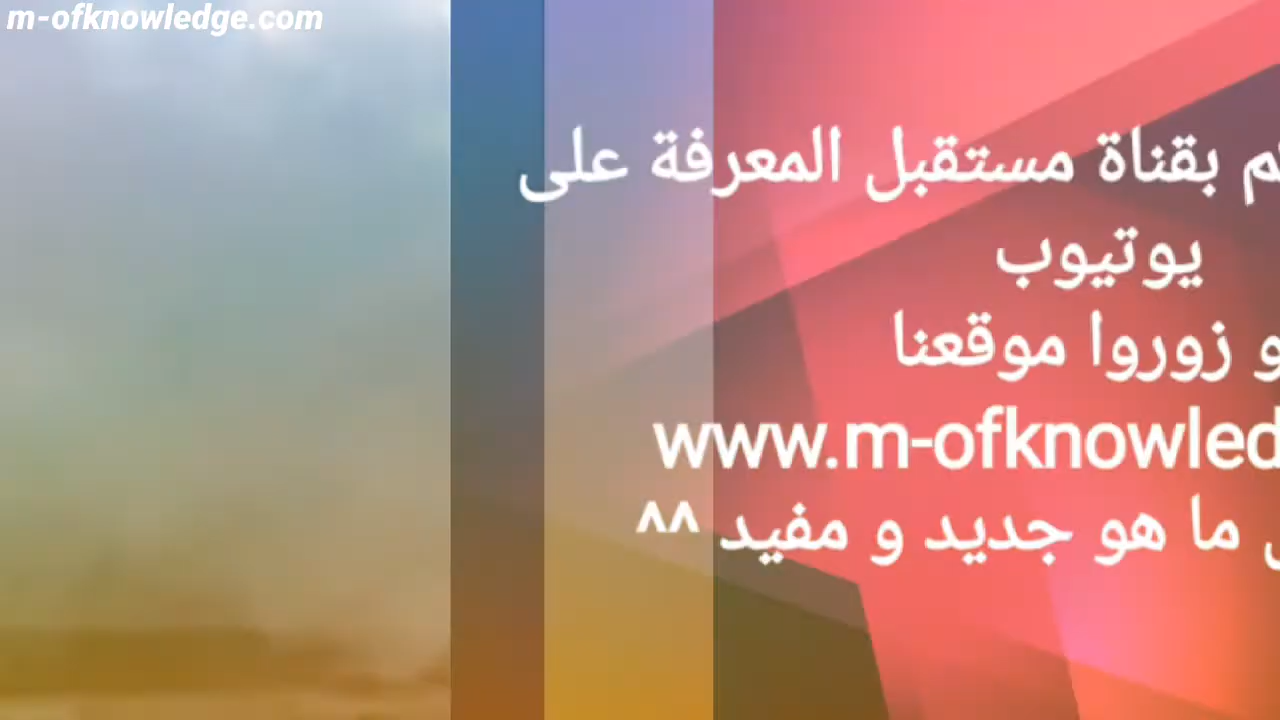 m-ofknowledge.com
بقناة مستقبل المعرفة على
يوتيوب
و زوروا موقعنا
www.m-ofknowled
ما هو جديد و مفيد ^^